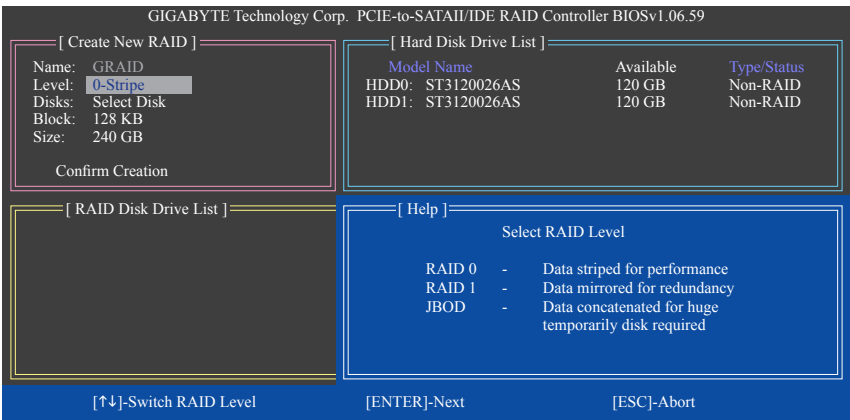 GIGABYTE Technology Corp. PCIE-to-SATAII/IDE RAID Controller BIOSv1.06.59
[ Create New RAID ]
Name: GRAID
Level: 0-Stripe
Disks: Select Disk
Block: 128 KB
Size: 240 GB
Confirm Creation
[ Hard Disk Drive List ]
Model Name Available Type/Status
HDD0: ST3120026AS 120 GB Non-RAID
HDD1: ST3120026AS 120 GB Non-RAID
[ RAID Disk Drive List ]
[ Help ]
Select RAID Level
RAID 0 - Data striped for performance
RAID 1 - Data mirrored for redundancy
JBOD - Data concatenated for huge
temporarily disk required
[↑↓]-Switch RAID Level [ENTER]-Next [ESC]-Abort